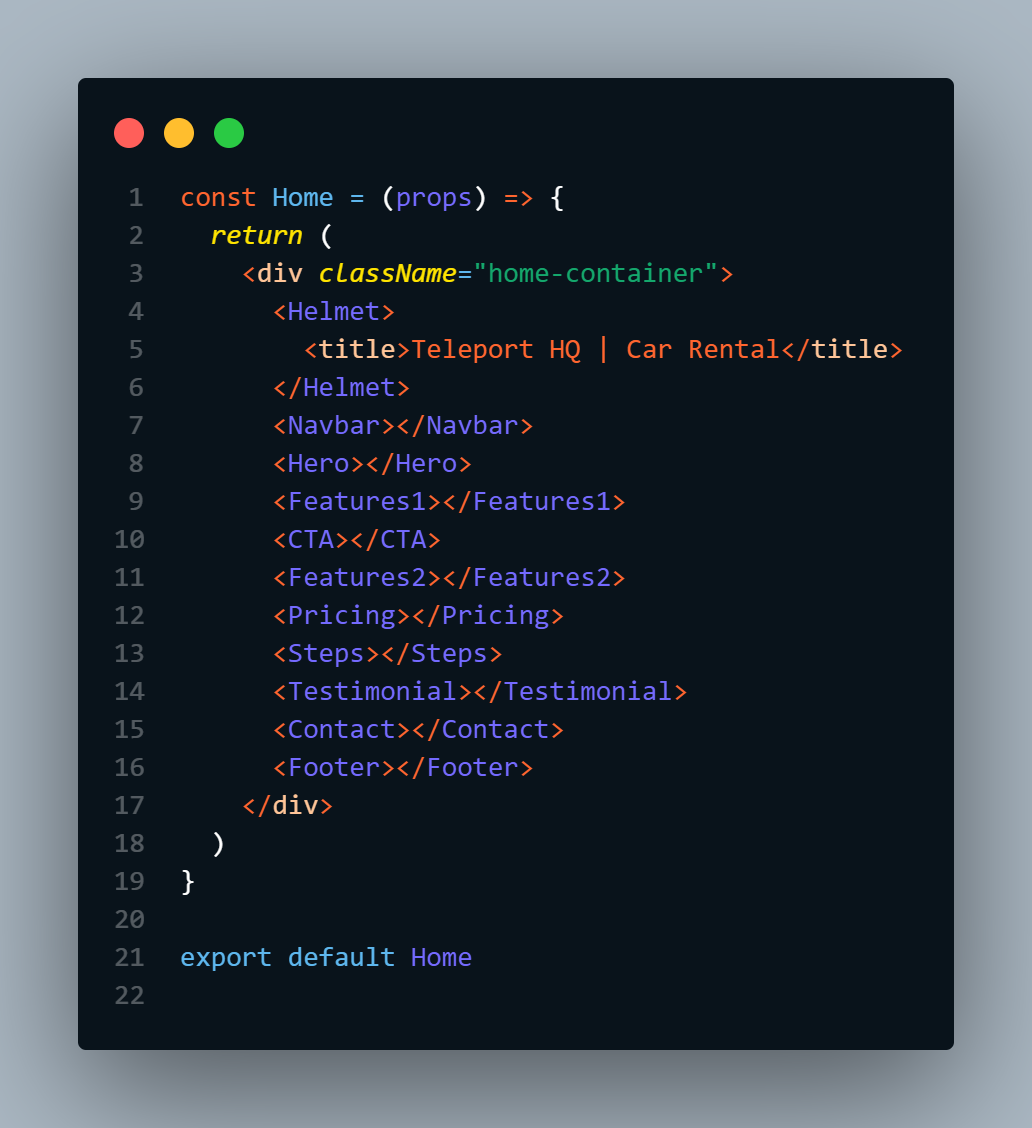 1 const Home = (props) => {
2   return (
3     <div className="home-container">
4       <Helmet>
5         <title>Teleport HQ | Car Rental</title>
6       </Helmet>
7       <Navbar></Navbar>
8       <Hero></Hero>
9       <Features1></Features1>
10       <CTA></CTA>
11       <Features2></Features2>
12       <Pricing></Pricing>
13       <Steps></Steps>
14       <Testimonial></Testimonial>
15       <Contact></Contact>
16       <Footer></Footer>
17     </div>
18   )
19 }
20
21 export default Home
22